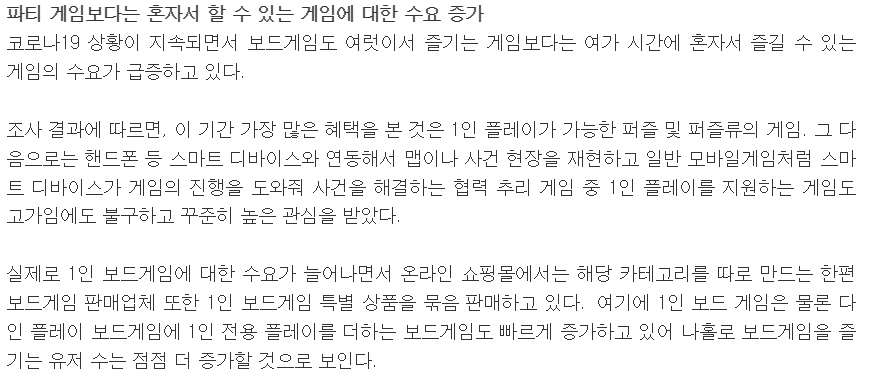 파티 게임보다는 혼자서 할 수 있는 게임에 대한 수요 증가
코로나19 상황이 지속되면서 보드게임도 여럿이서 즐기는 게임보다는 여가 시간에 혼자서 즐길 수 있는
게임의 수요가 급증하고 있다.
조사 결과에 따르면, 이 기간 가장 많은 혜택을 본 것은 1인 플레이가 가능한 퍼즐 및 퍼즐류의 게임. 그 다
음으로는 핸드폰 등 스마트 디바이스와 연동해서 맵이나 사건 현장을 재현하고 일반 모바일게임처럼 스마
트 디바이스가 게임의 진행을 도와줘 사건을 해결하는 협력 추리 게임 중 1인 플레이를 지원하는 게임도
고가임에도 불구하고 꾸준히 높은 관심을 받았다.
실제로 1인 보드게임에 대한 수요가 늘어나면서 온라인 쇼핑몰에서는 해당 카테고리를 따로 만드는 한편
보드게임 판매업체 또한 1인 보드게임 특별 상품을 묶음 판매하고 있다. 여기에 1인 보드 게임은 물론 다
인 플레이 보드게임에 1인 전용 플레이를 더하는 보드게임도 빠르게 증가하고 있어 나홀로 보드게임을 즐
기는 유저 수는 점점 더 증가할 것으로 보인다.